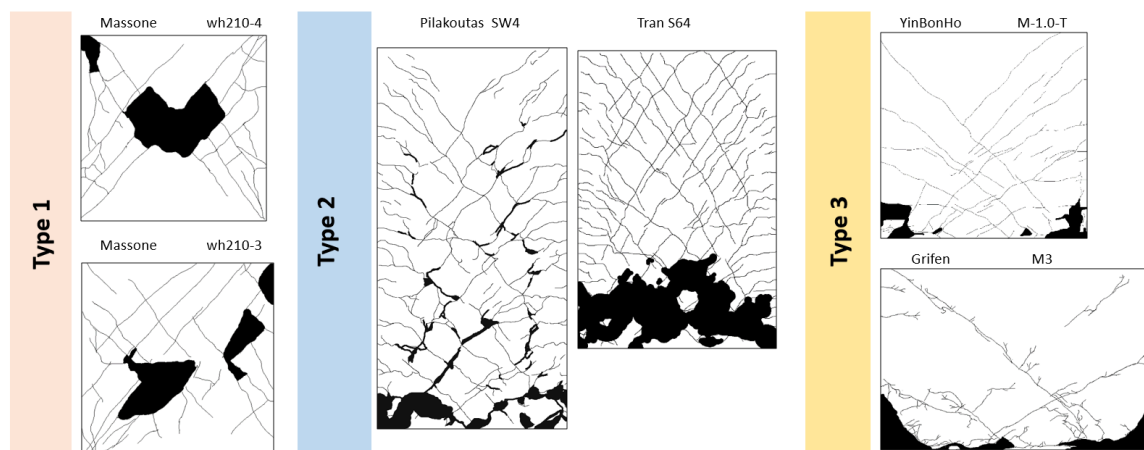 Type 1
Massone wh210-4
Massone wh210-3
Type 2
Pilakoutas SW4
Tran S64
Type 3
YinBonHo M-1.0-T
Grifen M3